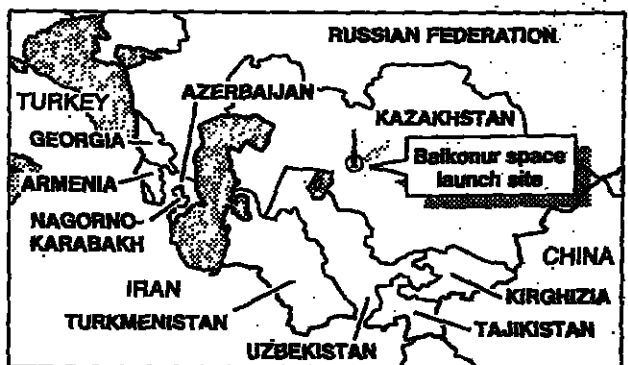 RUSSIAN FEDERATION
TURKEY
AZERBAIJAN
KAZAKHSTAN
GEORGIA
Baikonur space
launch site
ARMENIA
NAGORNO-
KARABAKH
CHINA
IRAN
KIRGHIZIA
TURKMENISTAN
TAJIKISTAN
UZBEKISTAN